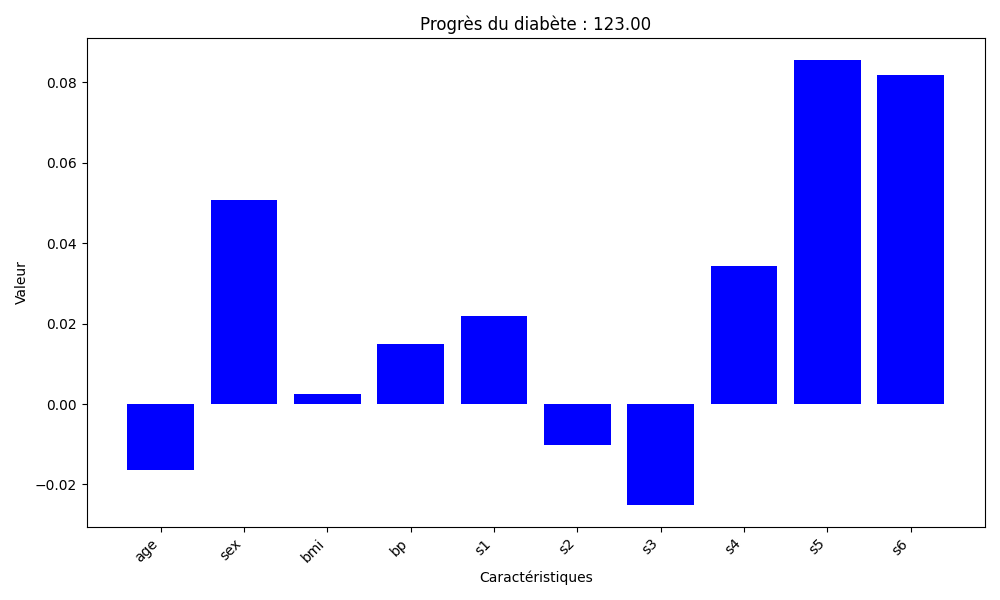 Progrès du diabète : 123.00
Valeur
0.08
0.06
0.04
0.02
0.00
−0.02
age
sex
bmi
bp
s1
s2
s3
s4
s5
s6
Caractéristiques